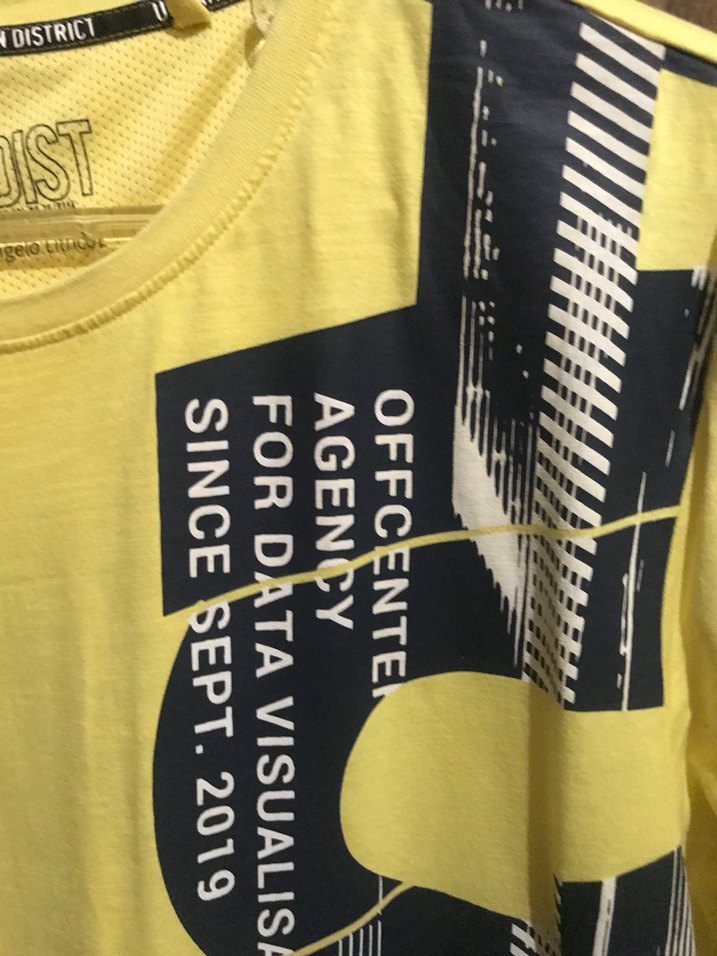 N DISTRICT
U
DIST
OFFCENTER
AGENCY
FOR DATA VISUALISA
SINCE SEPT. 2019